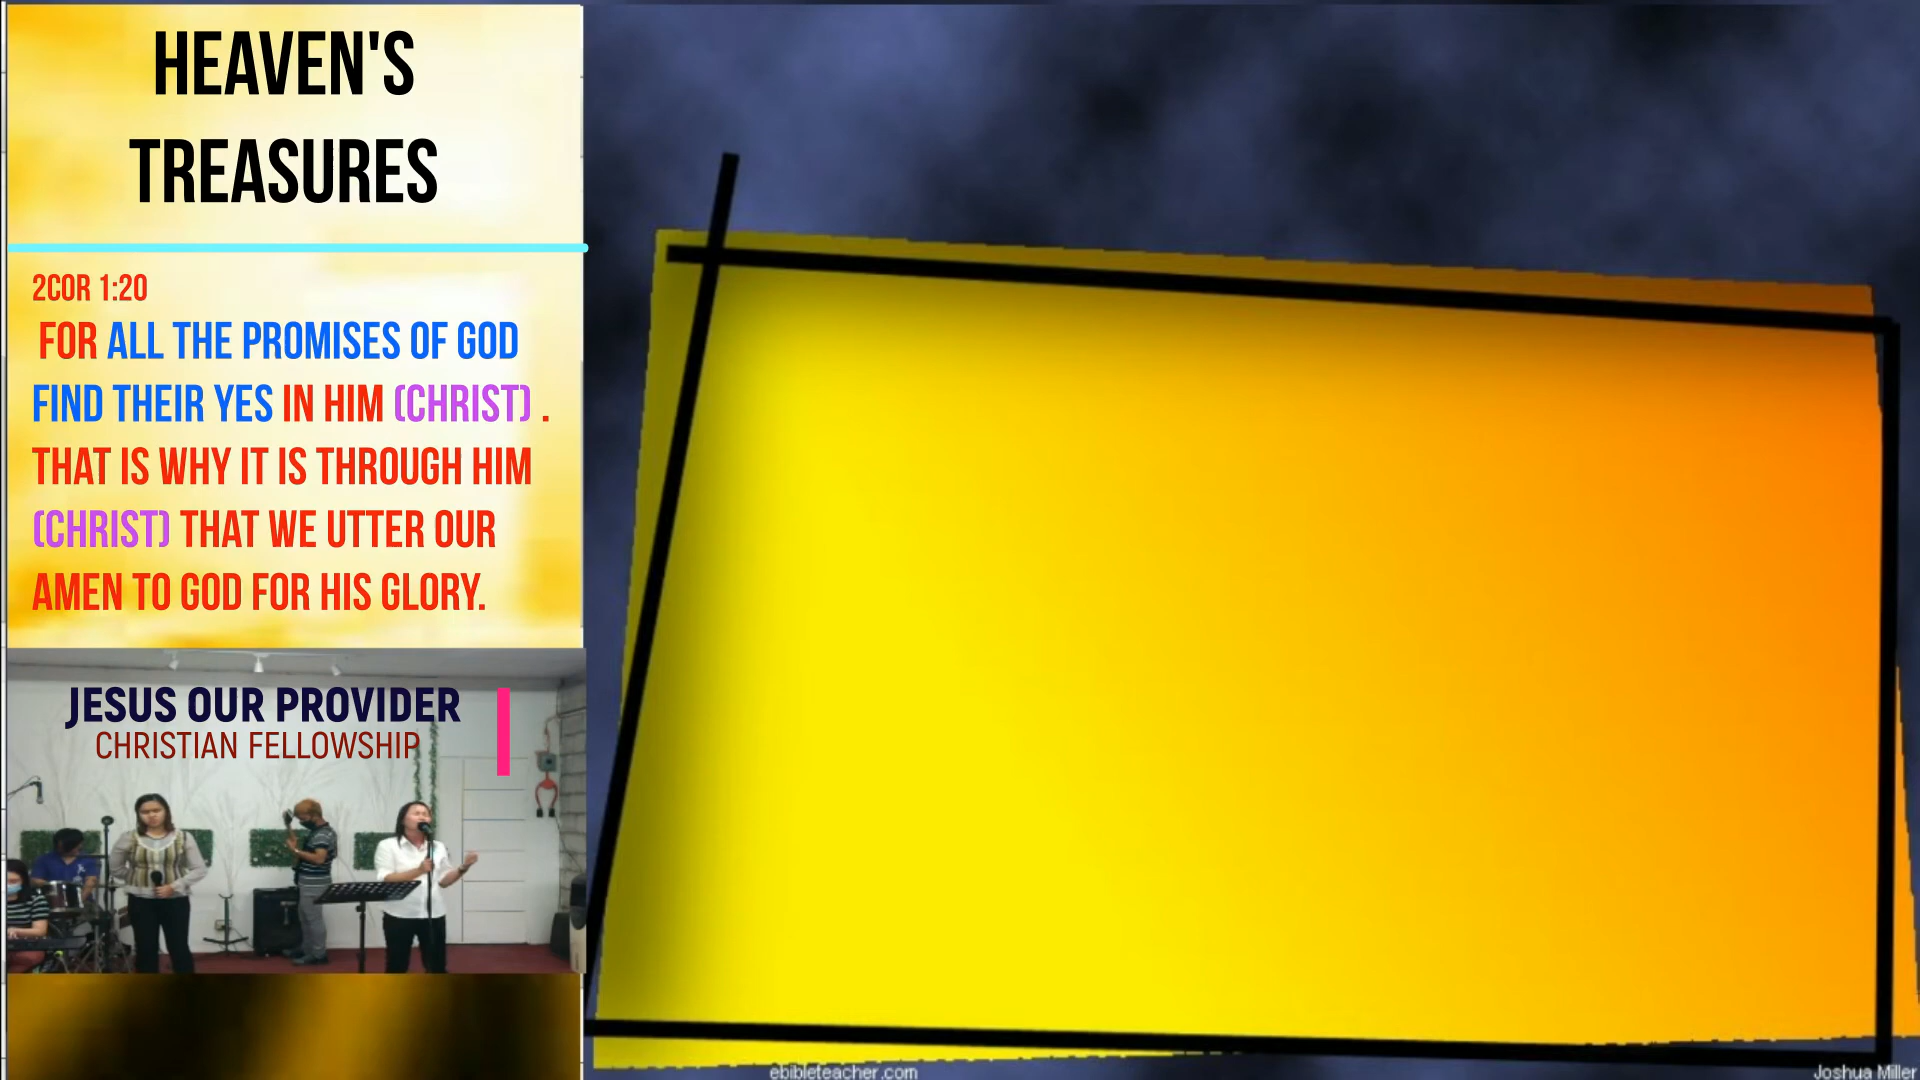 HEAVEN'S
TREASURES
2COR 1:20
FOR ALL THE PROMISES OF GOD
FIND THEIR YES IN HIM (CHRIST) .
THAT IS WHY IT IS THROUGH HIM
(CHRIST) THAT WE UTTER OUR
AMEN TO GOD FOR HIS GLORY.
JESUS OUR PROVIDER
CHRISTIAN FELLOWSHIP
ebibleteacher.com
Joshua Miller